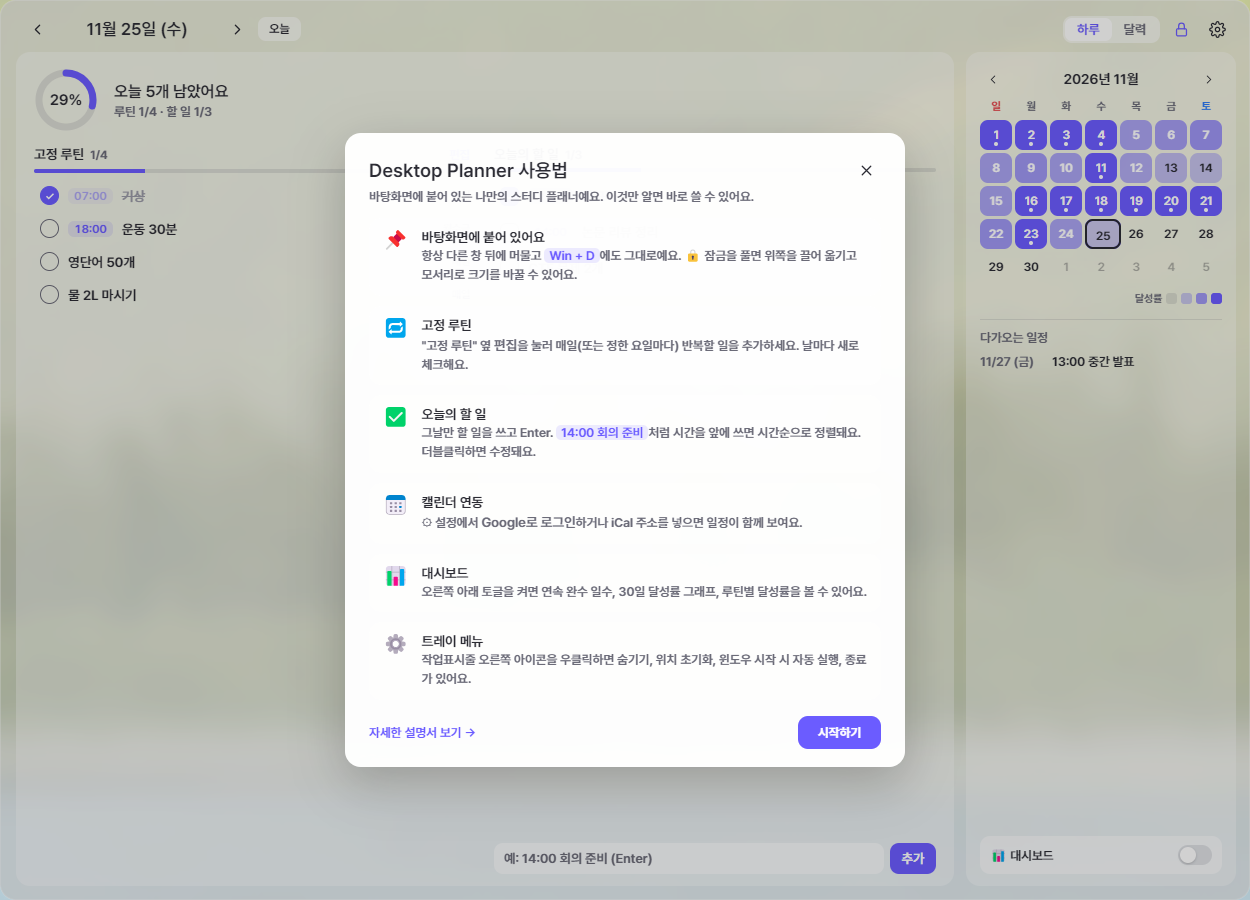 11월 25일 (수)
오늘
하루 달력
29%
오늘 5개 남았어요
루틴 1/4 · 할 일 1/3
고정 루틴 1/4
07:00 기상
18:00 운동 30분
영단어 50개
물 2L 마시기
Desktop Planner 사용법
바탕화면에 붙어 있는 나만의 스터디 플래너예요. 이것만 알면 바로 쓸 수 있어요.
바탕화면에 붙어 있어요
항상 다른 창 뒤에 머물고 Win + D 에도 그대로예요. 🔒 잠금을 풀면 위쪽을 끌어 옮기고
모서리로 크기를 바꿀 수 있어요.
고정 루틴
"고정 루틴" 옆 편집을 눌러 매일(또는 정한 요일마다) 반복할 일을 추가하세요. 날마다 새로
체크해요.
오늘의 할 일
그날만 할 일을 쓰고 Enter. 14:00 회의 준비 처럼 시간을 앞에 쓰면 시간순으로 정렬돼요.
더블클릭하면 수정돼요.
캘린더 연동
⚙ 설정에서 Google로 로그인하거나 iCal 주소를 넣으면 일정이 함께 보여요.
대시보드
오른쪽 아래 토글을 켜면 연속 완수 일수, 30일 달성률 그래프, 루틴별 달성률을 볼 수 있어요.
트레이 메뉴
작업표시줄 오른쪽 아이콘을 우클릭하면 숨기기, 위치 초기화, 윈도우 시작 시 자동 실행, 종료
가 있어요.
자세한 설명서 보기 →
시작하기
예: 14:00 회의 준비 (Enter)
추가
2026년 11월
일 월 화 수 목 금 토
1 2 3 4 5 6 7
8 9 10 11 12 13 14
15 16 17 18 19 20 21
22 23 24 25 26 27 28
29 30 1 2 3 4 5
달성률
다가오는 일정
11/27 (금) 13:00 중간 발표
대시보드